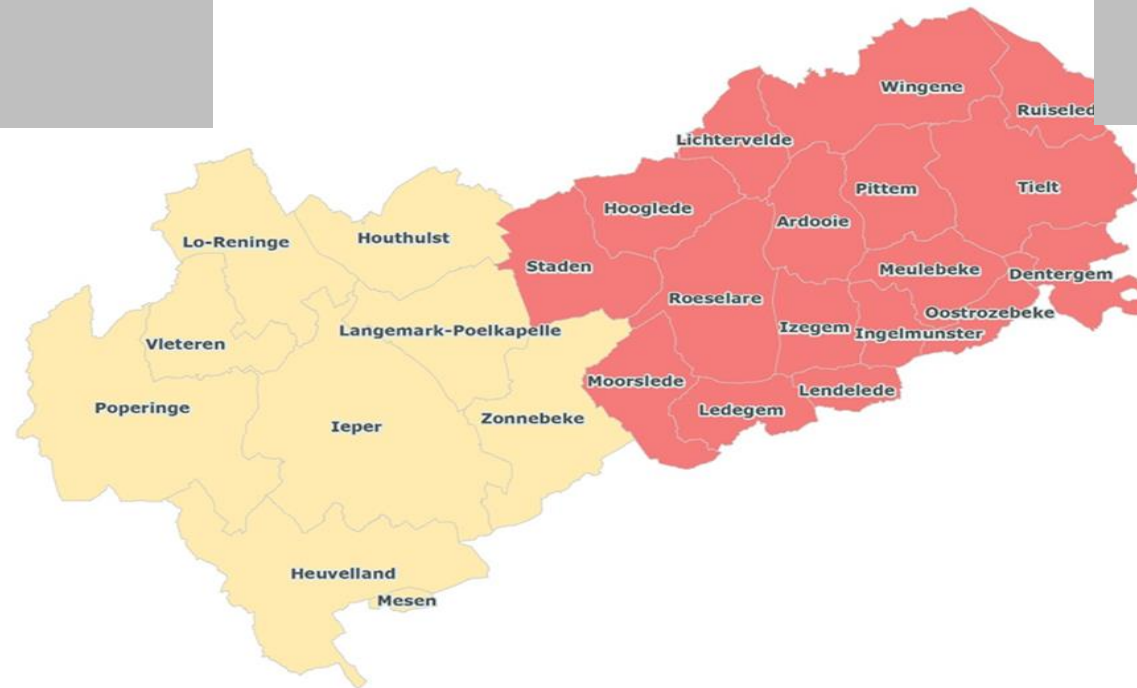 Wingene
Ruiseled
Lichtervelde
Pittem
Tielt
Hooglede
Ardooie
Lo-Reninge
Houthulst
Staden
Meulebeke
Dentergem
Roeselare
Oostrozebeke
Izegem
Ingelmunster
Langemark-Poelkapelle
Vleteren
Moorslede
Lendelede
Poperinge
Ledegem
Zonnebeke
Ieper
Heuvelland
Mesen